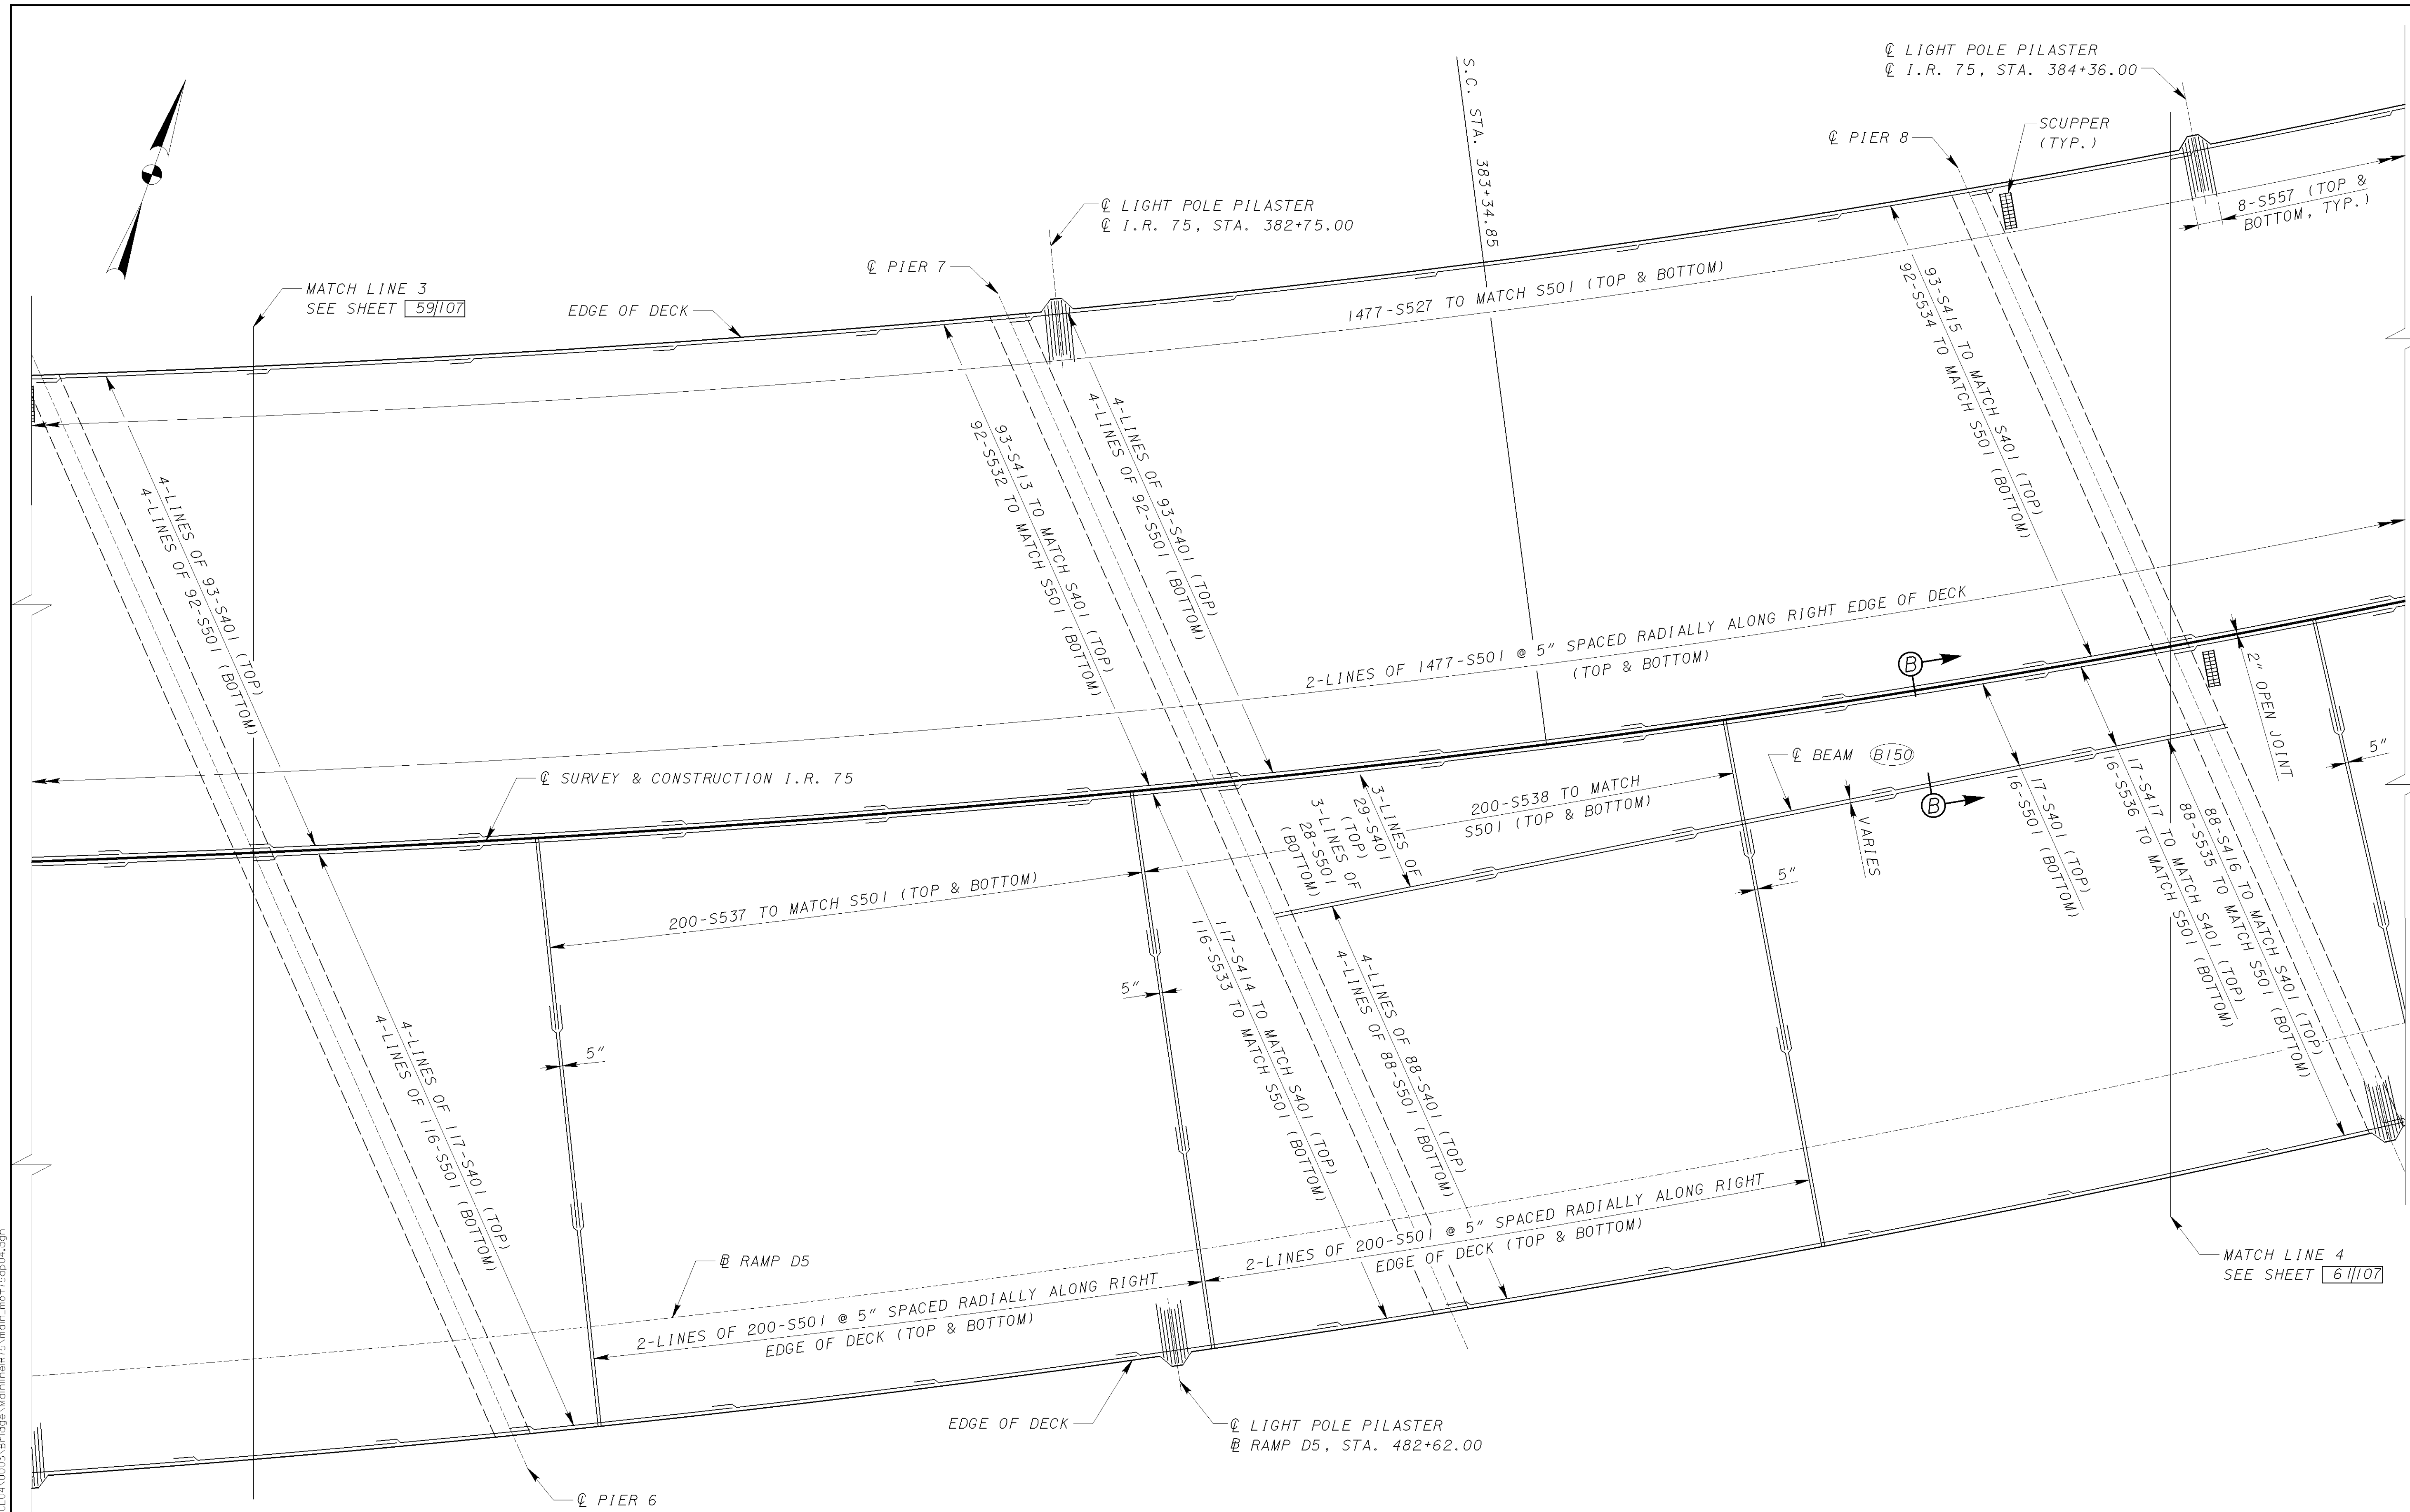 ℄ LIGHT POLE PILASTER
℄ I.R. 75, STA. 384+36.00
S.C. STA. 383+34.85
SCUPPER
(TYP.)
℄ PIER 8
8-S557 (TOP &
BOTTOM, TYP.)
℄ LIGHT POLE PILASTER
℄ I.R. 75, STA. 382+75.00
℄ PIER 7
MATCH LINE 3
SEE SHEET 59/107
EDGE OF DECK
1477-S527 TO MATCH S501 (TOP & BOTTOM)
4-LINES OF 93-S401 (TOP)
4-LINES OF 92-S501 (BOTTOM)
93-S413 TO MATCH S401 (TOP)
92-S532 TO MATCH S501 (BOTTOM)
4-LINES OF 93-S401 (TOP)
4-LINES OF 92-S501 (BOTTOM)
93-S415 TO MATCH S401 (TOP)
92-S534 TO MATCH S501 (BOTTOM)
2-LINES OF 1477-S501 @ 5" SPACED RADIALLY ALONG RIGHT EDGE OF DECK
(TOP & BOTTOM)
B
2" OPEN JOINT
5"
℄ SURVEY & CONSTRUCTION I.R. 75
3-LINES OF
29-S401
(TOP)
3-LINES OF
28-S501
(BOTTOM)
200-S538 TO MATCH
S501 (TOP & BOTTOM)
℄ BEAM B150
B
VARIES
17-S401 (TOP)
16-S501 (BOTTOM)
17-S417 TO MATCH S401 (TOP)
16-S536 TO MATCH S501 (BOTTOM)
88-S416 TO MATCH S401 (TOP)
88-S535 TO MATCH S501 (BOTTOM)
200-S537 TO MATCH S501 (TOP & BOTTOM)
5"
5"
5"
4-LINES OF 117-S401 (TOP)
4-LINES OF 116-S501 (BOTTOM)
117-S414 TO MATCH S401 (TOP)
116-S533 TO MATCH S501 (BOTTOM)
4-LINES OF 88-S401 (TOP)
4-LINES OF 88-S501 (BOTTOM)
2-LINES OF 200-S501 @ 5" SPACED RADIALLY ALONG RIGHT
EDGE OF DECK (TOP & BOTTOM)
MATCH LINE 4
SEE SHEET 61/107
℄ RAMP D5
2-LINES OF 200-S501 @ 5" SPACED RADIALLY ALONG RIGHT
EDGE OF DECK (TOP & BOTTOM)
EDGE OF DECK
℄ LIGHT POLE PILASTER
℄ RAMP D5, STA. 482+62.00
℄ PIER 6